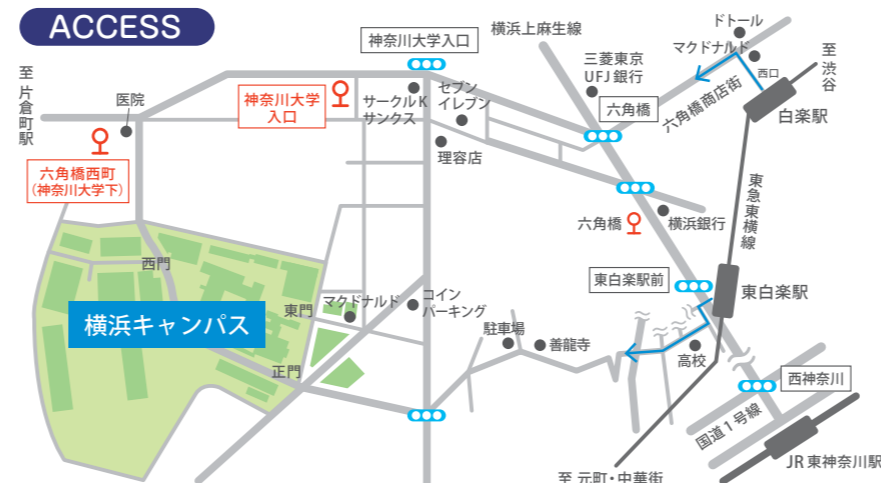 ACCESS
神奈川大学入口
横浜上麻生線
ドトール
マクドナルド
西口
至渋谷
三菱東京
UFJ銀行
至片倉町駅
医院
神奈川大学
入口
サークルK
サンクス
セブン
イレブン
六角橋
六角橋商店街
白楽駅
理容店
六角橋西町
(神奈川大学下)
東急東横線
六角橋
横浜銀行
西門
東白楽駅前
東白楽駅
横浜キャンパス
東門
マクドナルド
コイン
パーキング
駐車場
善龍寺
高校
正門
西神奈川
国道1号線
JR東神奈川駅
至 元町・中華街